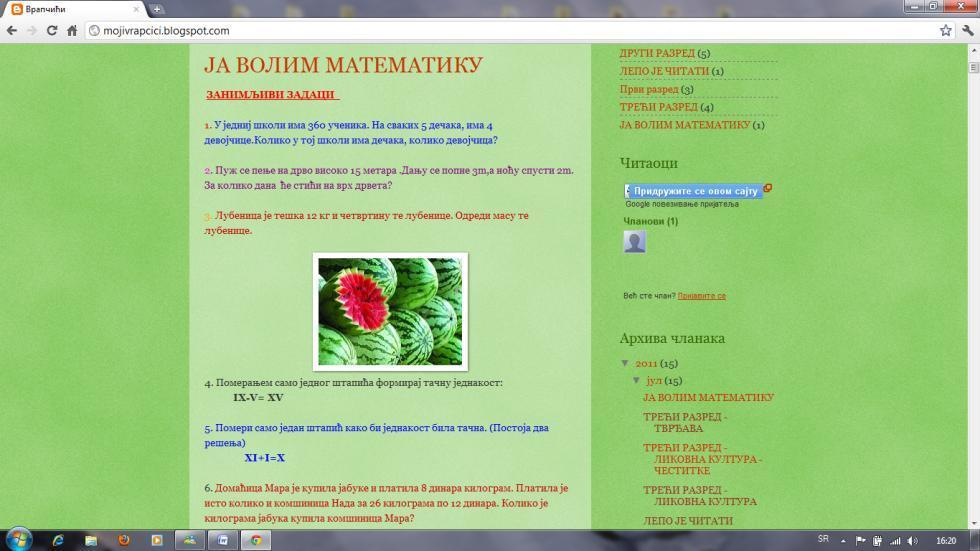 Врапчићи
mojivrapcici.blogspot.com
ЈА ВОЛИМ МАТЕМАТИКУ
ЗАНИМЉИВИ ЗАДАЦИ
1. У једниј школи има 360 ученика. На сваких 5 дечака, има 4
девојчице.Колико у тој школи има дечака, колико девојчица?
2. Пуж се пење на дрво високо 15 метара .Дању се попне 3m,а ноћу спусти 2m.
За колико дана ће стићи на врх дрвета?
3. Лубеница је тешка 12 кг и четвртину те лубенице. Одреди масу те
лубенице.
4. Померањем само једног штапића формирај тачну једнакост:
IX-V= XV
5. Помери само један штапић како би једнакост била тачна. (Постоја два
решења)
XI+I=X
6. Домаћица Мара је купила јабуке и платила 8 динара килограм. Платила је
исто колико и комшиница Нада за 26 килограма по 12 динара. Колико је
килограма јабука купила комшиница Мара?
ДРУГИ РАЗРЕД (5)
ЛЕПО ЈЕ ЧИТАТИ (1)
Први разред (3)
ТРЕЋИ РАЗРЕД (4)
ЈА ВОЛИМ МАТЕМАТИКУ (1)
Читаоци
Придружите се овом сајту
Google повезивање пријатеља
Чланови (1)
Већ сте члан? Пријавите се
Архива чланака
▼ 2011 (15)
▼ јул (15)
ЈА ВОЛИМ МАТЕМАТИКУ
ТРЕЋИ РАЗРЕД -
ТВРЂАВА
ТРЕЋИ РАЗРЕД -
ЛИКОВНА КУЛТУРА -
ЧЕСТИТКЕ
ТРЕЋИ РАЗРЕД -
ЛИКОВНА КУЛТУРА
ЛЕПО ЈЕ ЧИТАТИ
SR
16:20